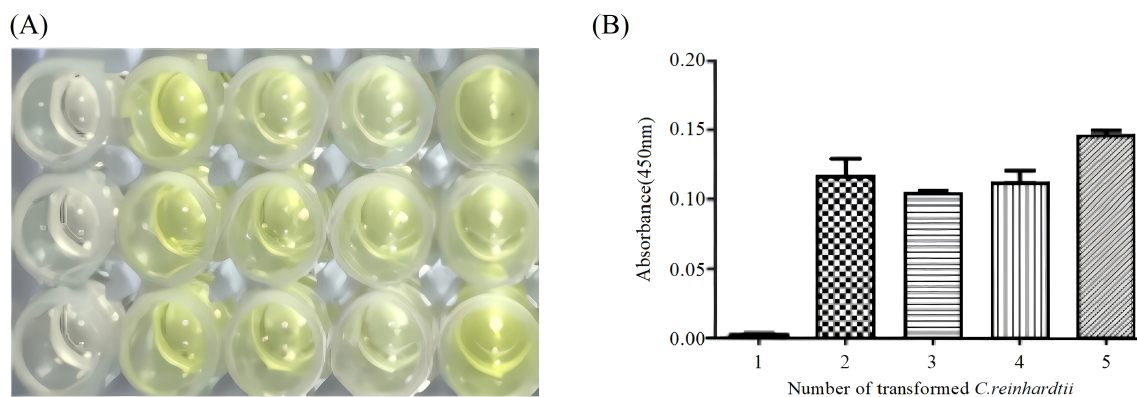 (A)
(B)
0.20
0.15
0.10
0.05
0.00
Absorbance(450nm)
1 2 3 4 5
Number of transformed C.reinhardtii